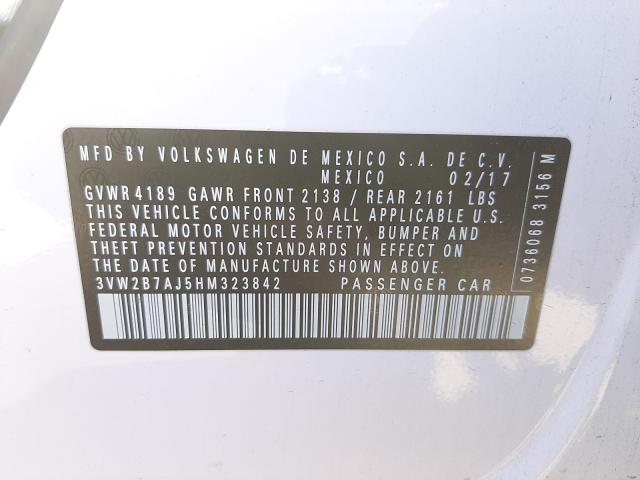 MFD BY VOLKSWAGEN DE MEXICO S.A. DE C.V.
MEXICO 02/17
GVWR 4189 GAWR FRONT 2138 / REAR 2161 LBS
THIS VEHICLE CONFORMS TO ALL APPLICABLE U.S.
FEDERAL MOTOR VEHICLE SAFETY, BUMPER AND
THEFT PREVENTION STANDARDS IN EFFECT ON
THE DATE OF MANUFACTURE SHOWN ABOVE.
3VW2B7AJ5HM323842 PASSENGER CAR
0736068 3156 M